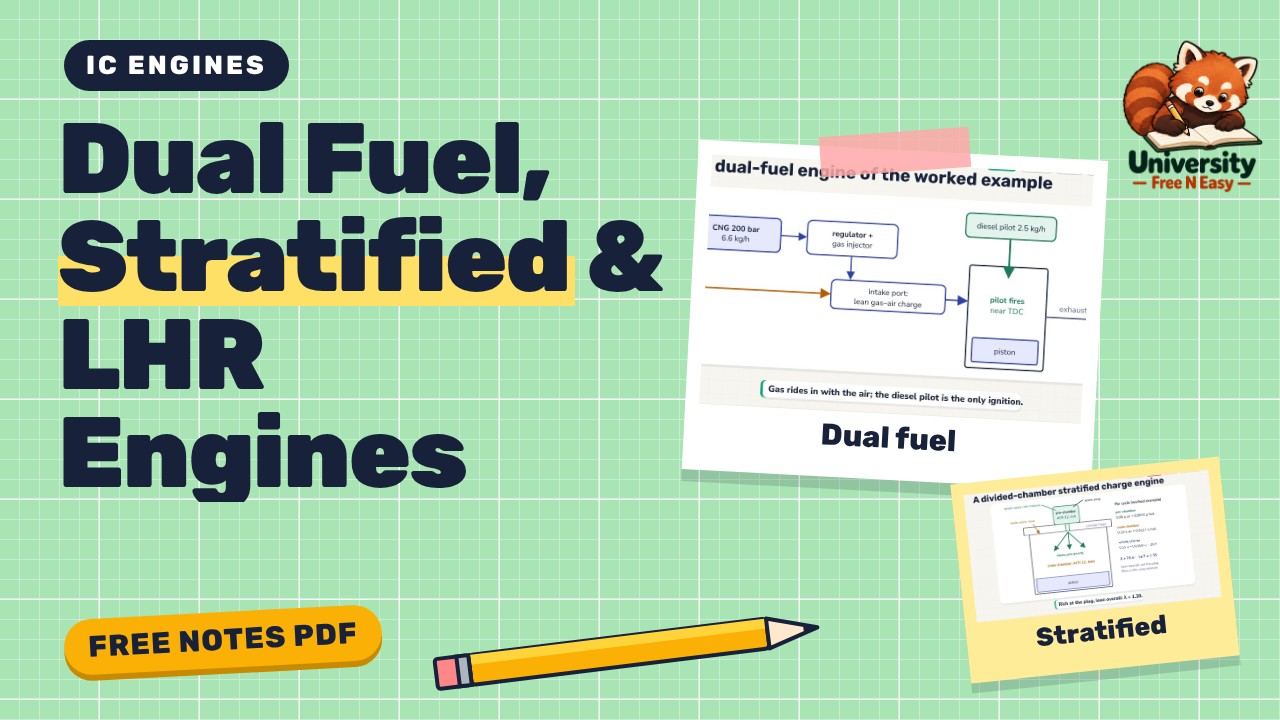 IC ENGINES
Dual Fuel,
Stratified &
LHR
Engines
FREE NOTES PDF
University
Free N Easy
dual-fuel engine of the worked example
CNG 200 bar
6.6 kg/h
regulator +
gas injector
diesel pilot 2.5 kg/h
intake port:
lean gas–air charge
pilot fires
near TDC
exhaust
piston
Gas rides in with the air; the diesel pilot is the only ignition.
Dual fuel
A divided-chamber stratified charge engine
Rich at the plug, lean overall: λ = 1.20.
Stratified